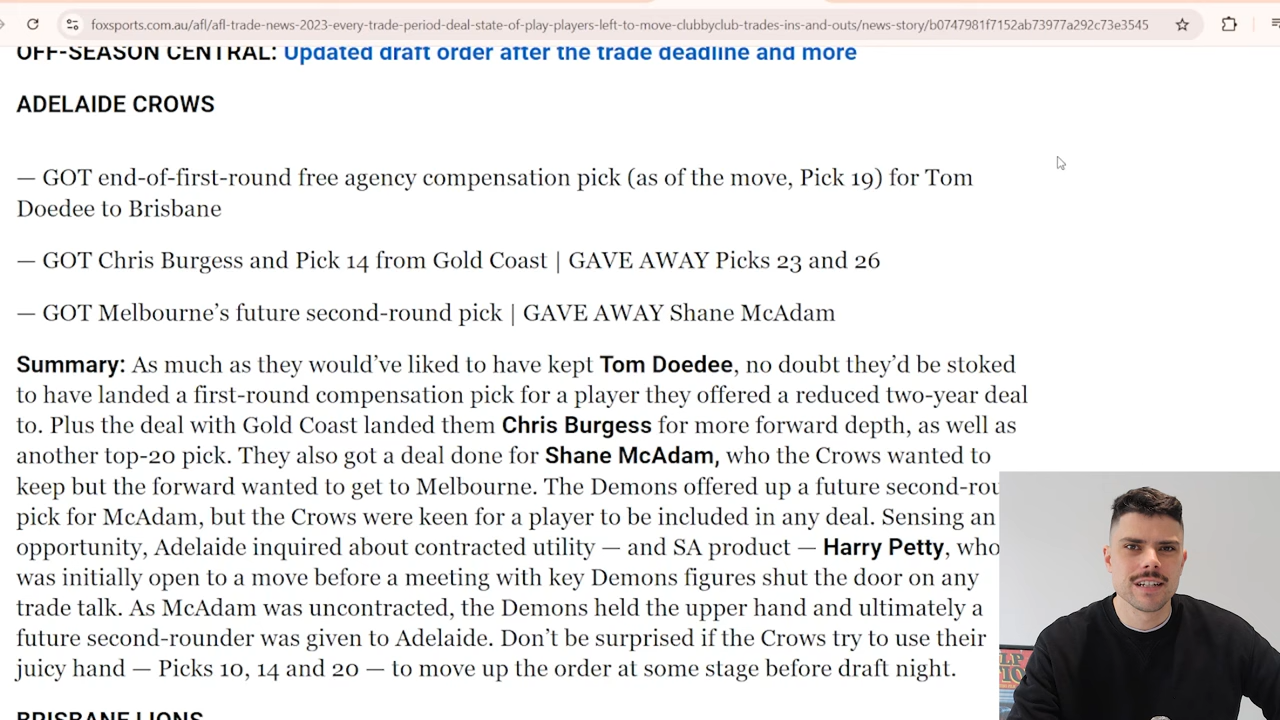 foxsports.com.au/afl/afl-trade-news-2023-every-trade-period-deal-state-of-play-players-left-to-move-clubbyclub-trades-ins-and-outs/news-story/b0747981f7152ab73977a292c73e3545
OFF-SEASON CENTRAL: Updated draft order after the trade deadline and more
ADELAIDE CROWS
— GOT end-of-first-round free agency compensation pick (as of the move, Pick 19) for Tom
Doedee to Brisbane
— GOT Chris Burgess and Pick 14 from Gold Coast | GAVE AWAY Picks 23 and 26
— GOT Melbourne’s future second-round pick | GAVE AWAY Shane McAdam
Summary: As much as they would’ve liked to have kept Tom Doedee, no doubt they’d be stoked
to have landed a first-round compensation pick for a player they offered a reduced two-year deal
to. Plus the deal with Gold Coast landed them Chris Burgess for more forward depth, as well as
another top-20 pick. They also got a deal done for Shane McAdam, who the Crows wanted to
keep but the forward wanted to get to Melbourne. The Demons offered up a future second-rou
pick for McAdam, but the Crows were keen for a player to be included in any deal. Sensing an
opportunity, Adelaide inquired about contracted utility — and SA product — Harry Petty, who
was initially open to a move before a meeting with key Demons figures shut the door on any
trade talk. As McAdam was uncontracted, the Demons held the upper hand and ultimately a
future second-rounder was given to Adelaide. Don’t be surprised if the Crows try to use their
juicy hand — Picks 10, 14 and 20 — to move up the order at some stage before draft night.
BRISBANE LIONS